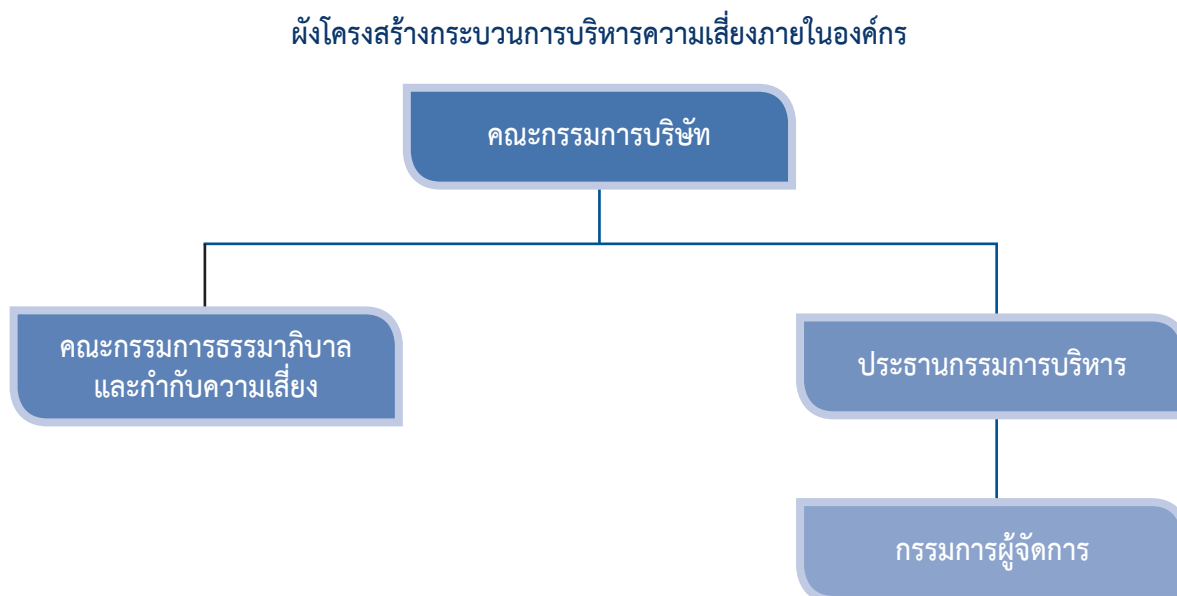 ผังโครงสร้างกระบวนการบริหารความเสี่ยงภายในองค์กร
คณะกรรมการบริษัท
คณะกรรมการธรรมาภิบาล
และกำกับความเสี่ยง
ประธานกรรมการบริหาร
กรรมการผู้จัดการ